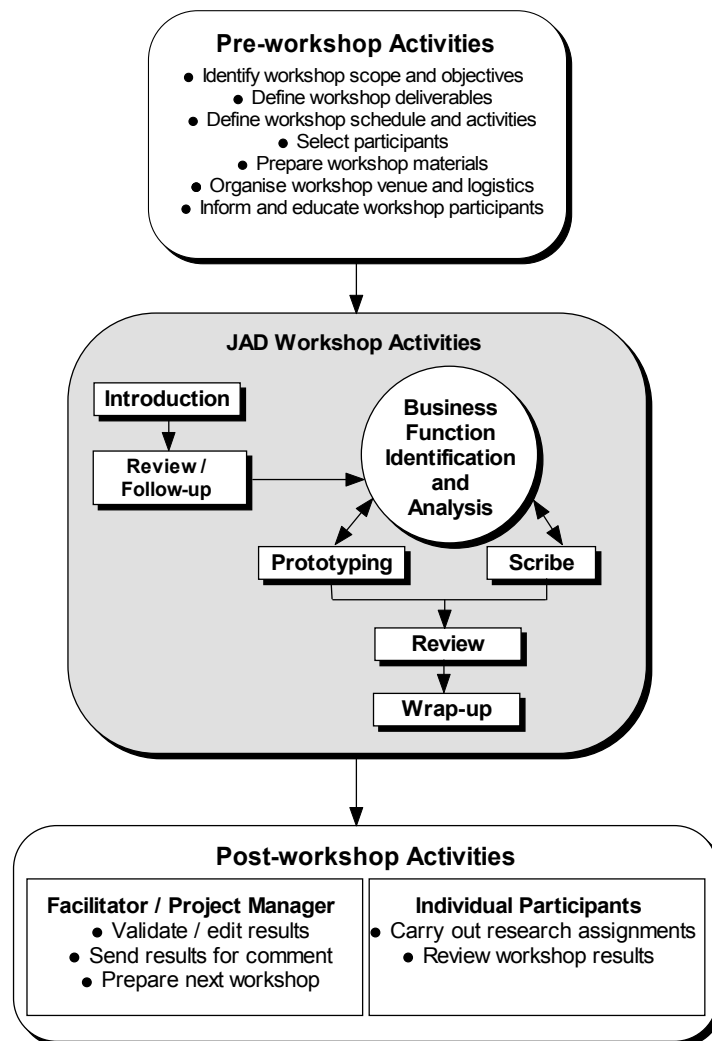 Pre-workshop Activities
● Identify workshop scope and objectives
● Define workshop deliverables
● Define workshop schedule and activities
● Select participants
● Prepare workshop materials
● Organise workshop venue and logistics
● Inform and educate workshop participants
JAD Workshop Activities
Introduction
Review /
Follow-up
Business
Function
Identification
and
Analysis
Prototyping
Scribe
Review
Wrap-up
Post-workshop Activities
Facilitator / Project Manager
● Validate / edit results
● Send results for comment
● Prepare next workshop
Individual Participants
● Carry out research assignments
● Review workshop results